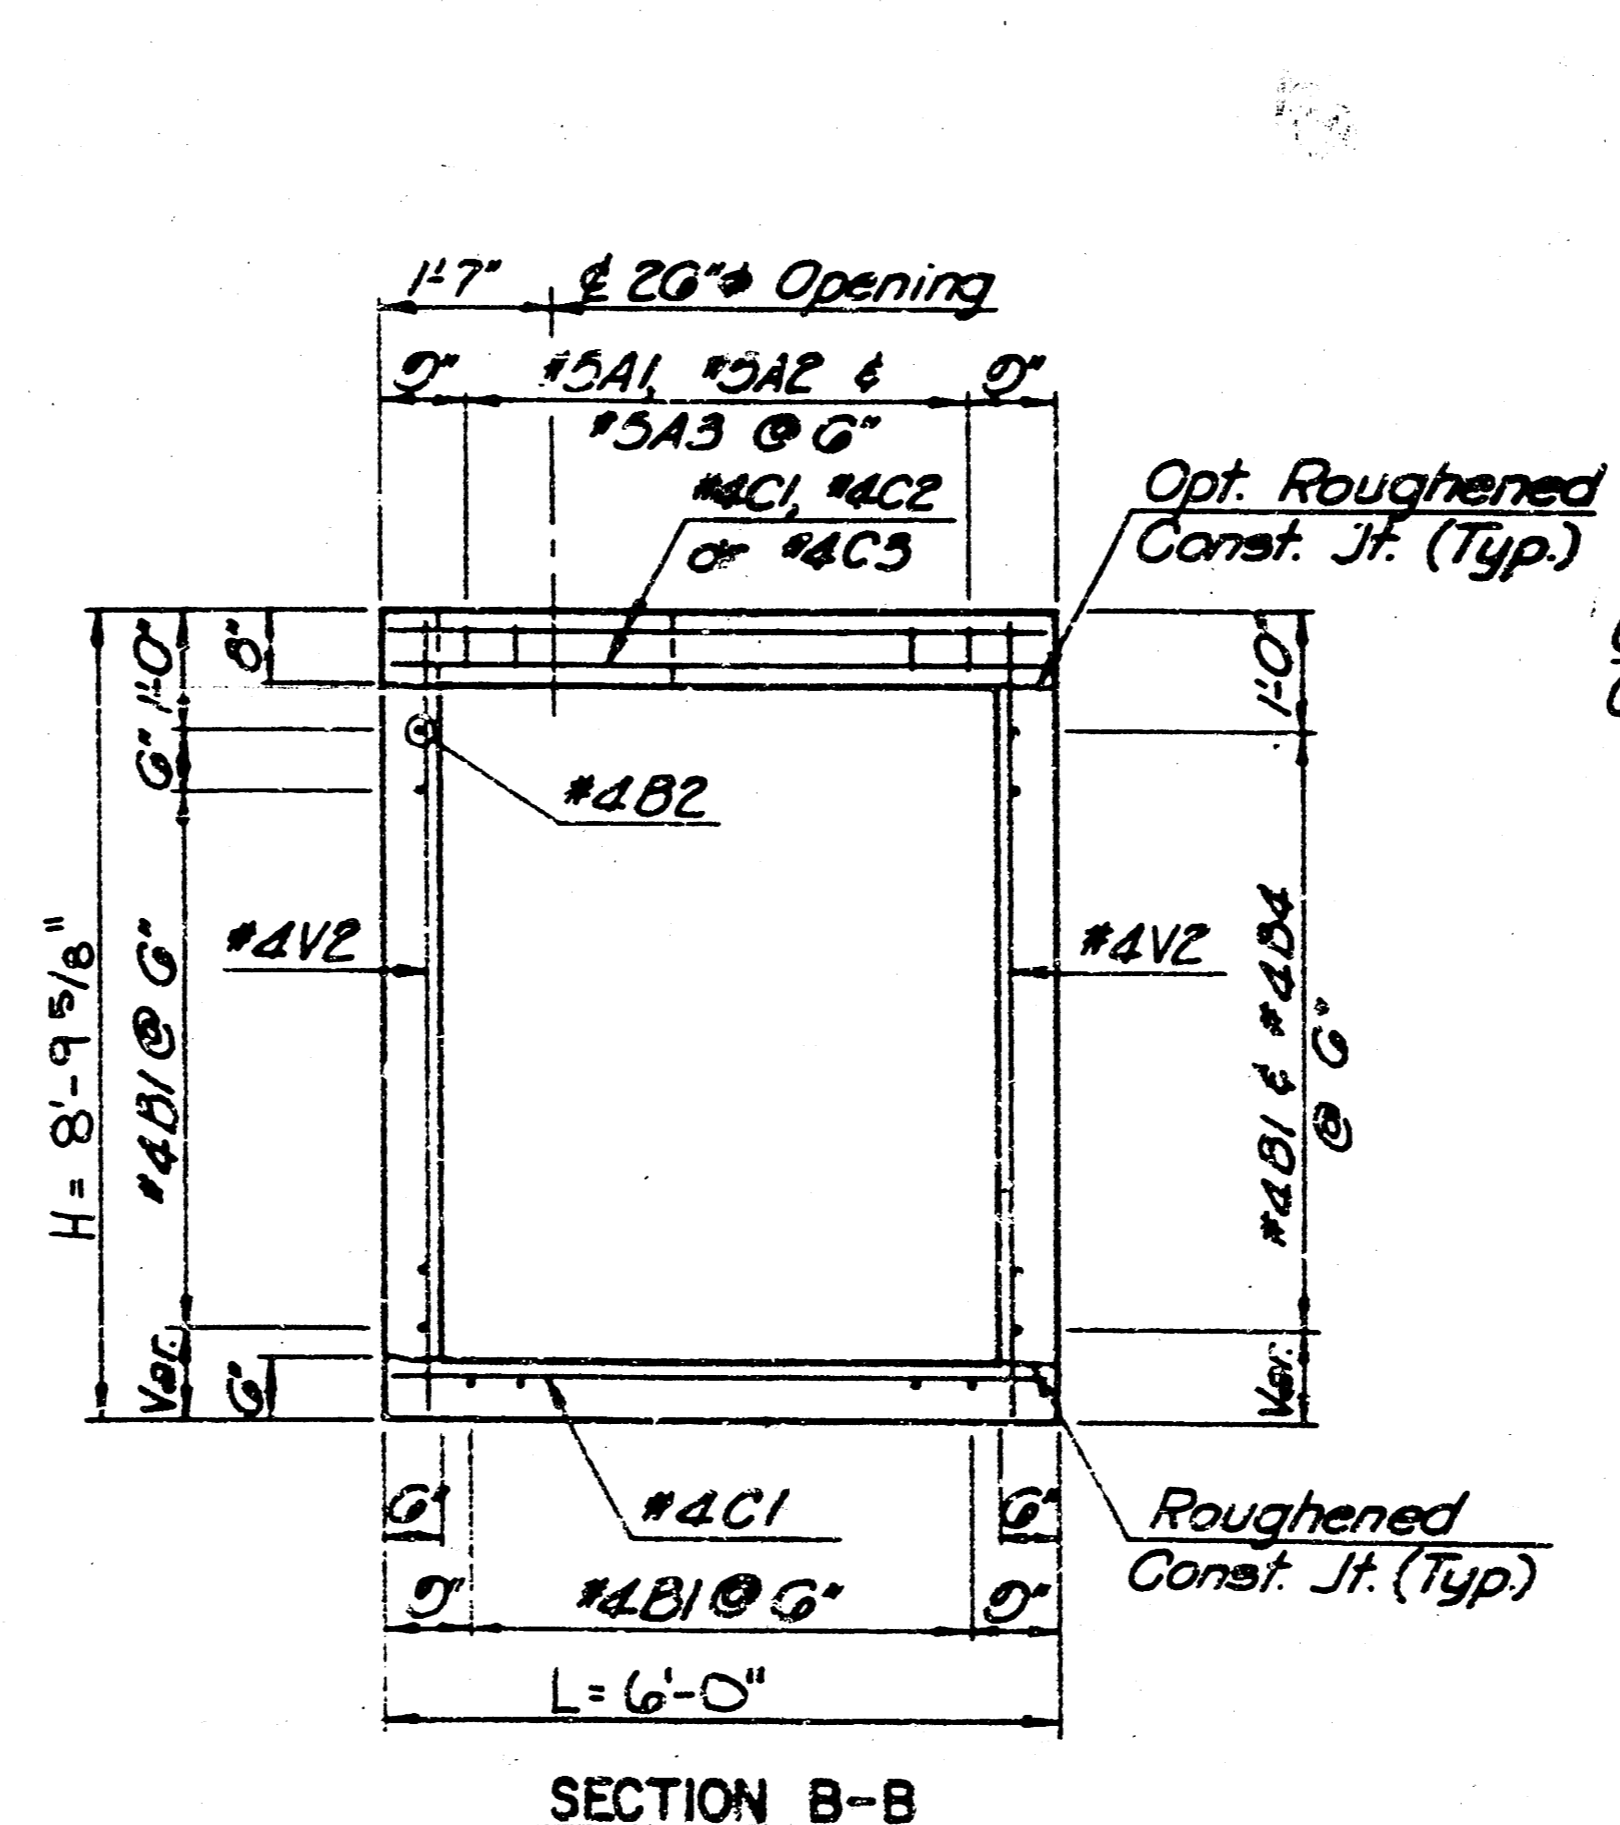 1'-7" ℄ 26"ϕ Opening
9" #5A1, #5A2 & 9"
#5A3 @ 6"
#4C1, #4C2
or #4C3
Opt. Roughened
Const. Jt. (Typ.)
8"
1'-0"
6"
1'-0"
#4B2
#4V2
#4V2
H = 8'-9 5/8"
#4B1 @ 6"
#4B1 & #4B4
@ 6"
Var.
6"
Var.
6"
#4C1
6"
Roughened
Const. Jt. (Typ.)
9" #4B1 @ 6" 9"
L = 6'-0"
SECTION B-B